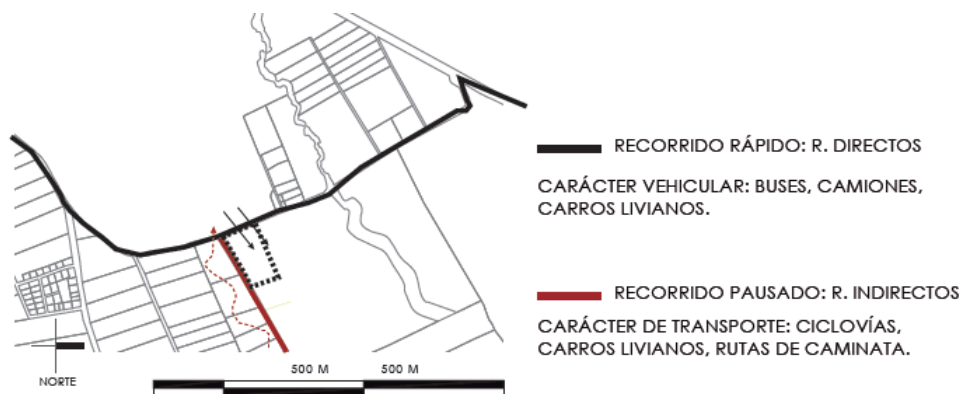 RECORRIDO RÁPIDO: R. DIRECTOS
CARÁCTER VEHICULAR: BUSES, CAMIONES,
CARROS LIVIANOS.
RECORRIDO PAUSADO: R. INDIRECTOS
CARÁCTER DE TRANSPORTE: CICLOVÍAS,
CARROS LIVIANOS, RUTAS DE CAMINATA.
NORTE
500 M 500 M